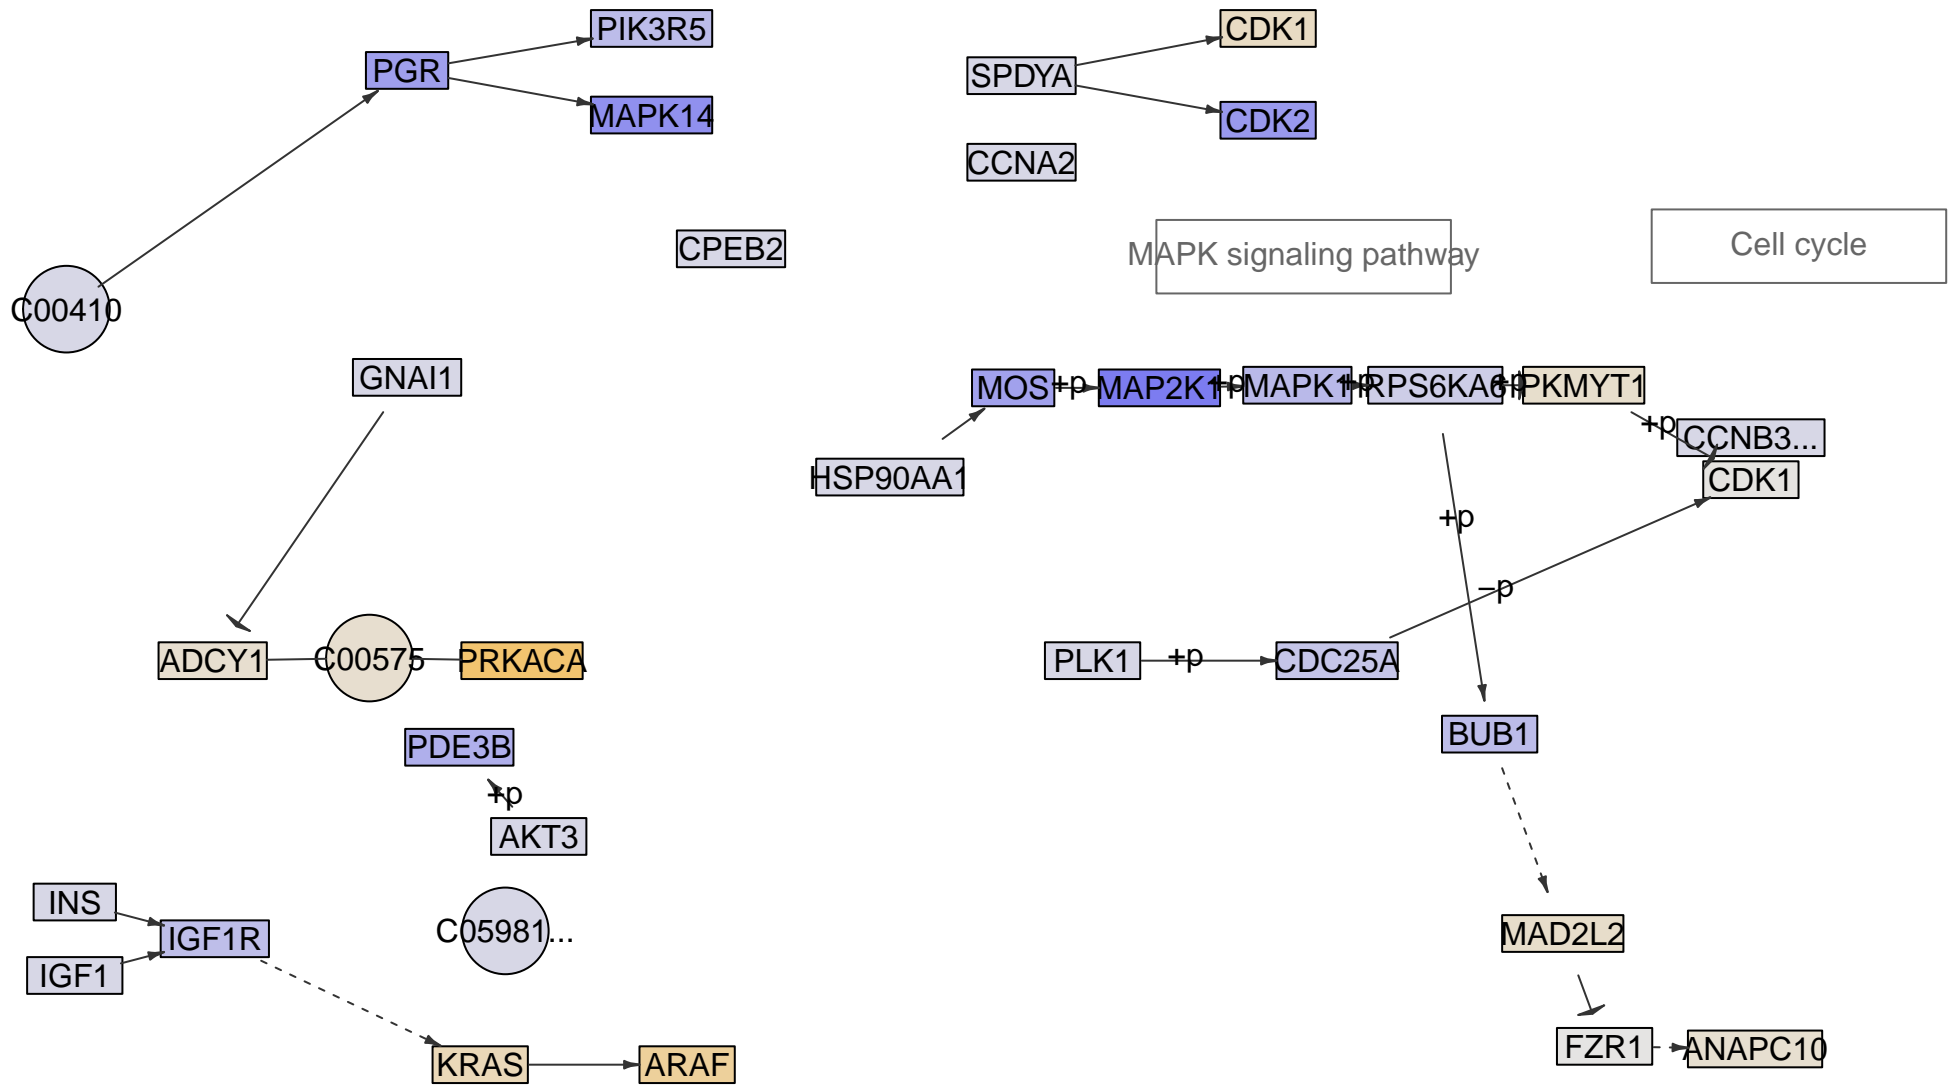 PIK3R5
CDK1
PGR
SPDYA
MAPK14
CDK2
CCNA2
CPEB2
MAPK signaling pathway
Cell cycle
C00410
GNAI1
MOS
+p
MAP2K1
+p
MAPK1
+p
RPS6KA6
+p
PKMYT1
+p
CCNB3...
HSP90AA1
CDK1
+p
−p
ADCY1
C00575
PRKACA
PLK1
+p
CDC25A
PDE3B
BUB1
+p
AKT3
INS
IGF1R
C05981...
MAD2L2
IGF1
KRAS
ARAF
FZR1
ANAPC10